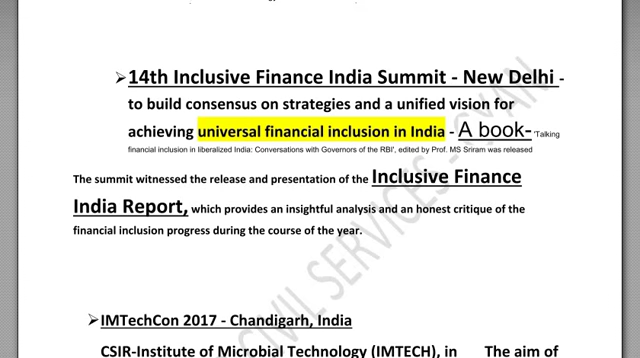 ➢14th Inclusive Finance India Summit - New Delhi -
to build consensus on strategies and a unified vision for
achieving universal financial inclusion in India - A book- 'Talking
financial inclusion in liberalized India: Conversations with Governors of the RBI', edited by Prof. MS Sriram was released
The summit witnessed the release and presentation of the Inclusive Finance
India Report, which provides an insightful analysis and an honest critique of the
financial inclusion progress during the course of the year.
CIVIL SERVICES - GYAN
➢IMTechCon 2017 - Chandigarh, India
CSIR-Institute of Microbial Technology (IMTECH), in The aim of